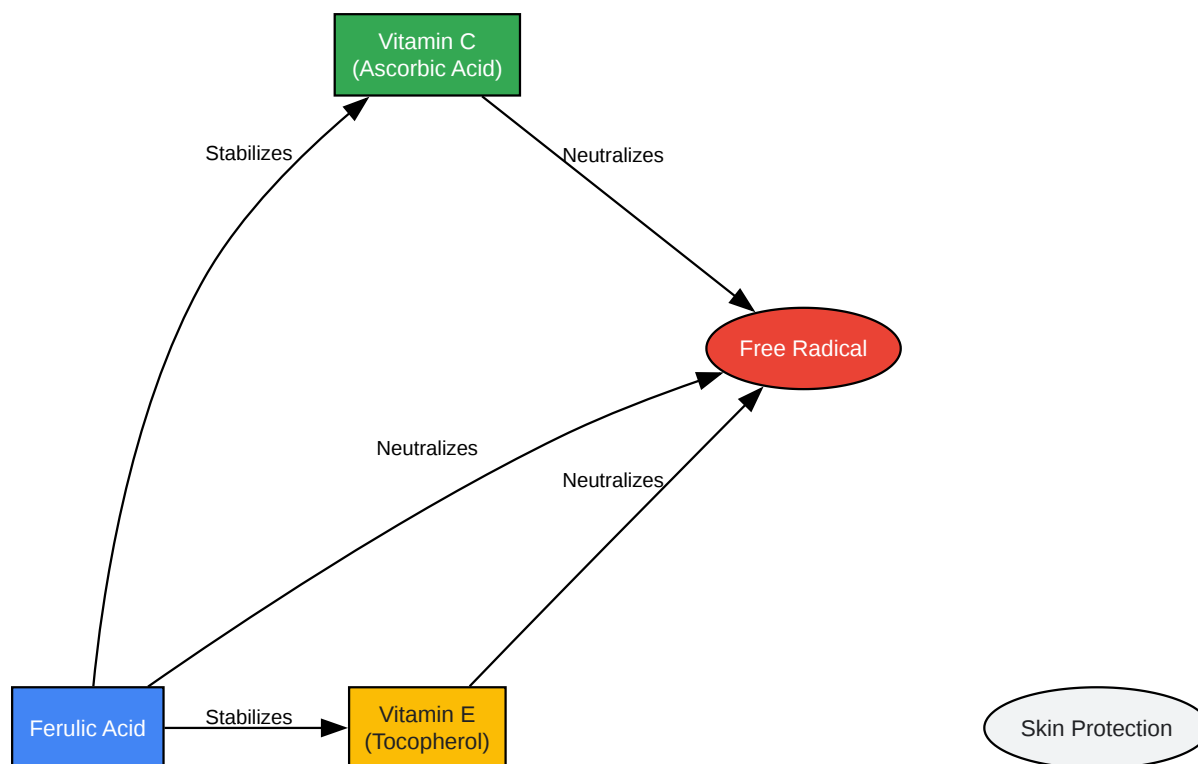 Vitamin C
(Ascorbic Acid)
Stabilizes
Neutralizes
Free Radical
Neutralizes
Neutralizes
Ferulic Acid
Stabilizes
Vitamin E
(Tocopherol)
Skin Protection